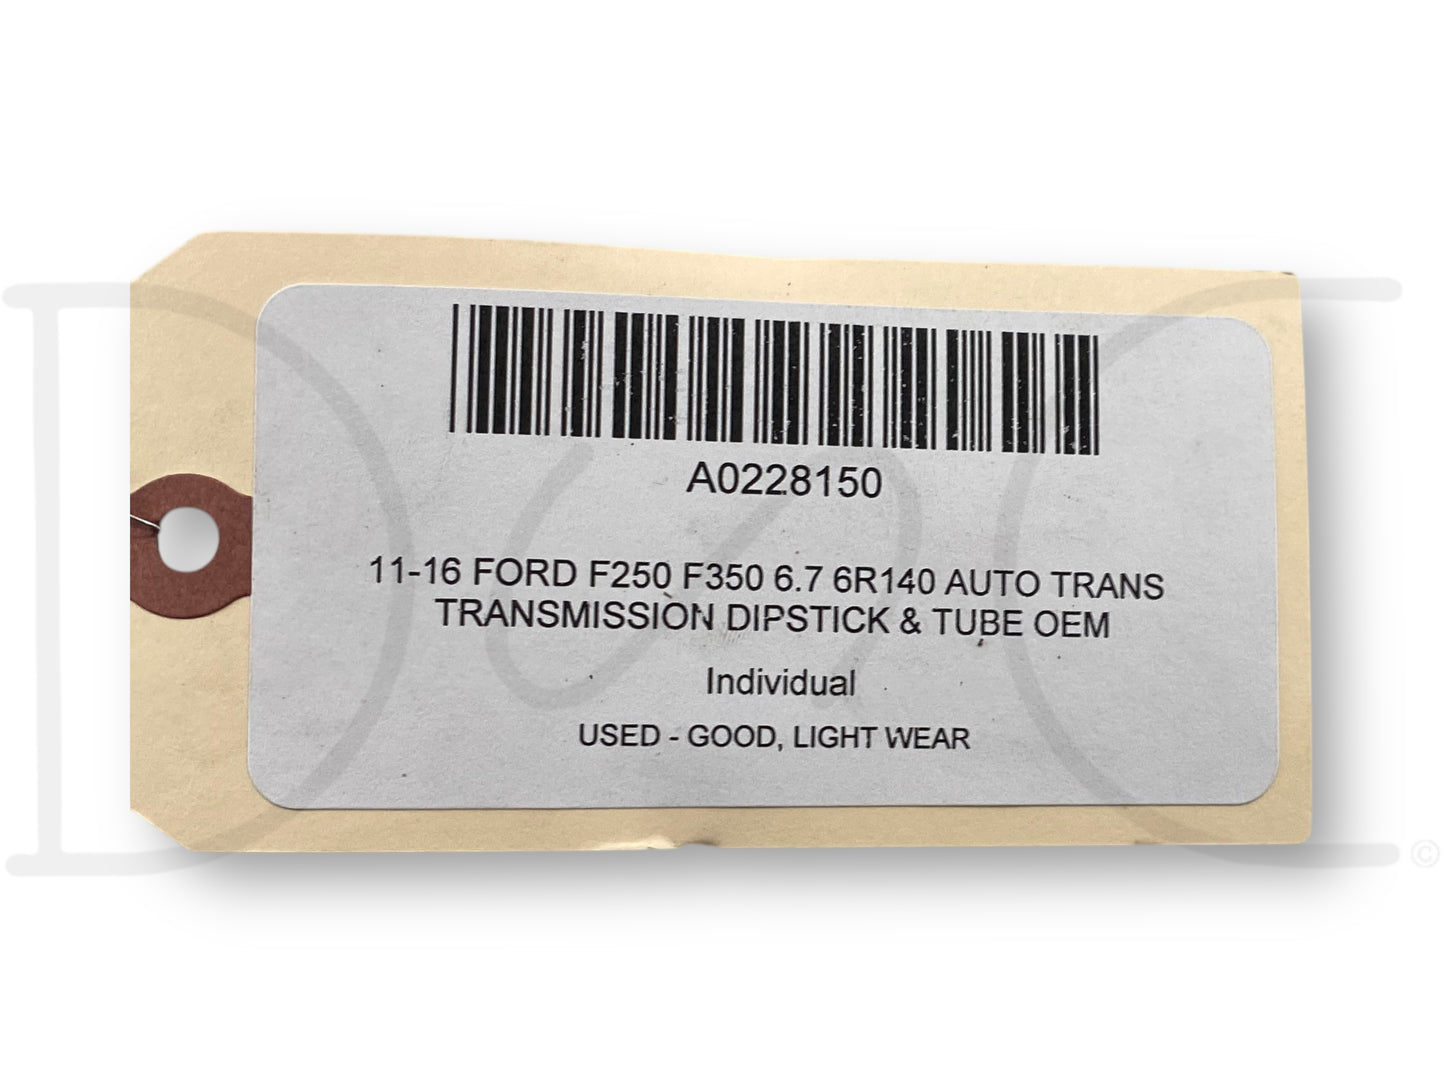 A0228150
11-16 FORD F250 F350 6.7 6R140 AUTO TRANS
TRANSMISSION DIPSTICK & TUBE OEM
Individual
USED - GOOD, LIGHT WEAR
©